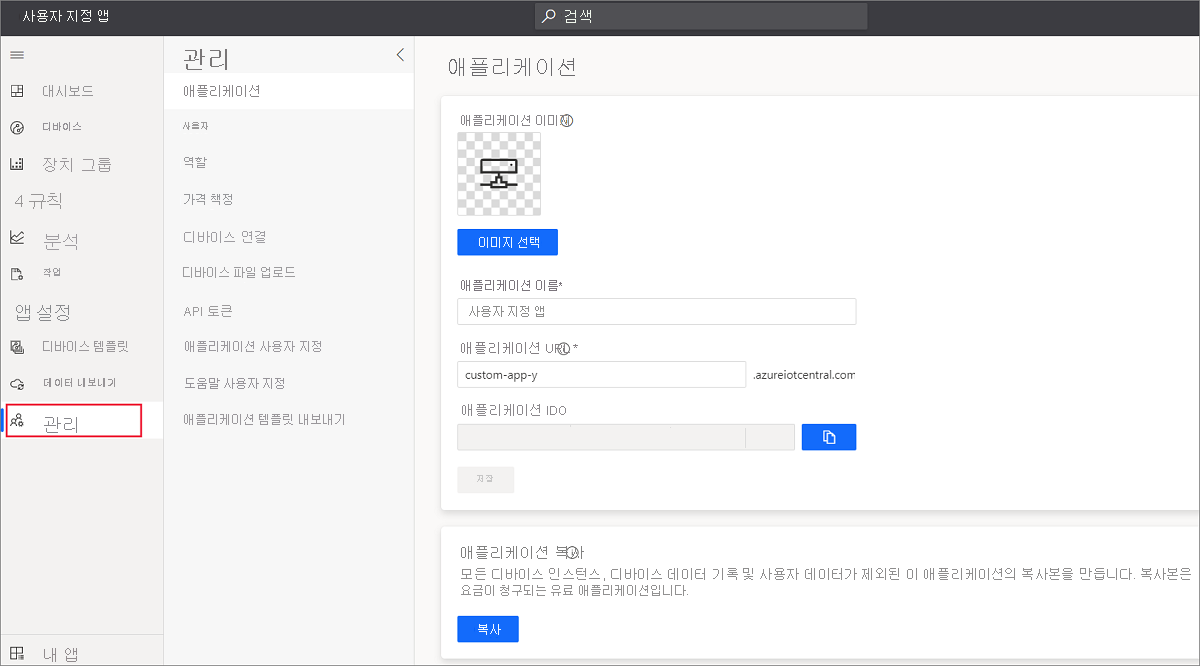 사용자 지정 앱
검색
대시보드
디바이스
장치 그룹
4 규칙
분석
작업
앱 설정
디바이스 템플릿
데이터 내보내기
관리
내 앱
관리
애플리케이션
사용자
역할
가격 책정
디바이스 연결
디바이스 파일 업로드
API 토큰
애플리케이션 사용자 지정
도움말 사용자 지정
애플리케이션 템플릿 내보내기
애플리케이션
애플리케이션 이미지
이미지 선택
애플리케이션 이름*
사용자 지정 앱
애플리케이션 URL *
custom-app-y .azureiotcentral.com
애플리케이션 IDO
저장
애플리케이션 복사
모든 디바이스 인스턴스, 디바이스 데이터 기록 및 사용자 데이터가 제외된 이 애플리케이션의 복사본을 만듭니다. 복사본은
요금이 청구되는 유료 애플리케이션입니다.
복사